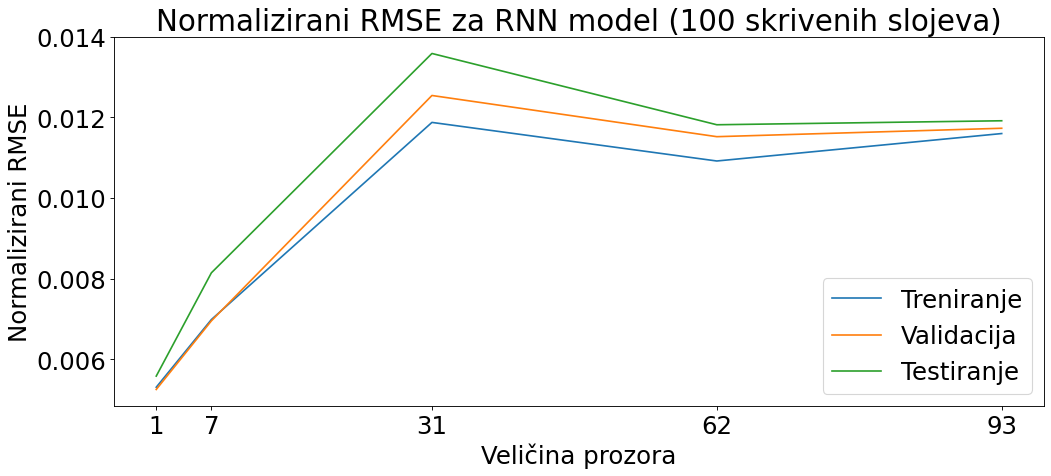 Normalizirani RMSE za RNN model (100 skrivenih slojeva)
Normalizirani RMSE
0.014
0.012
0.010
0.008
0.006
Treniranje
Validacija
Testiranje
1 7 31 62 93
Veličina prozora